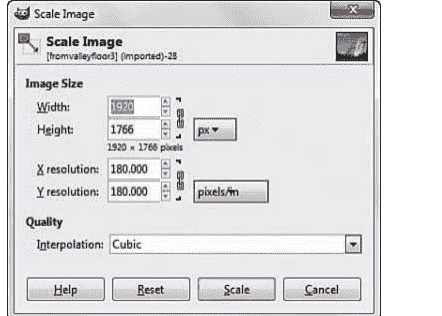 Scale Image
Scale Image
[fromvalleyfloor3] (imported)-28
Image Size
Width: 1920
Height: 1766 px
1920 × 1766 pixels
X resolution: 180.000
Y resolution: 180.000 pixels/in
Quality
Interpolation: Cubic
Help Reset Scale Cancel